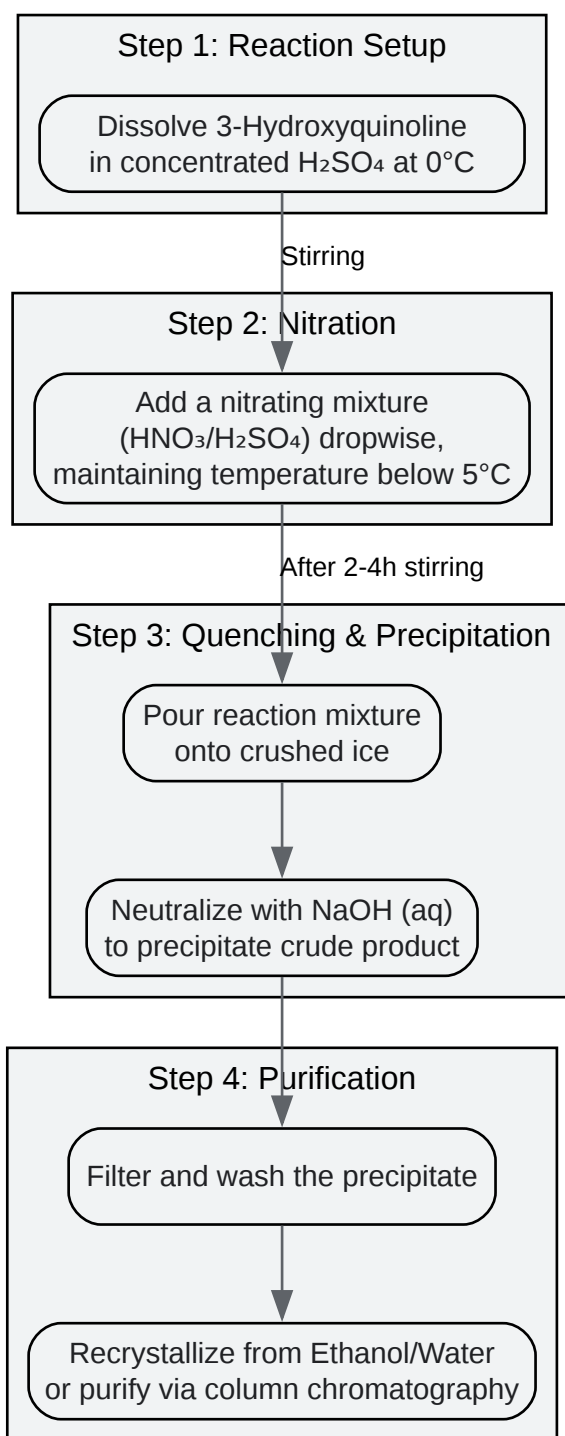 Step 1: Reaction Setup
Dissolve 3-Hydroxyquinoline
in concentrated H₂SO₄ at 0°C
Stirring
Step 2: Nitration
Add a nitrating mixture
(HNO₃/H₂SO₄) dropwise,
maintaining temperature below 5°C
After 2-4h stirring
Step 3: Quenching & Precipitation
Pour reaction mixture
onto crushed ice
Neutralize with NaOH (aq)
to precipitate crude product
Step 4: Purification
Filter and wash the precipitate
Recrystallize from Ethanol/Water
or purify via column chromatography